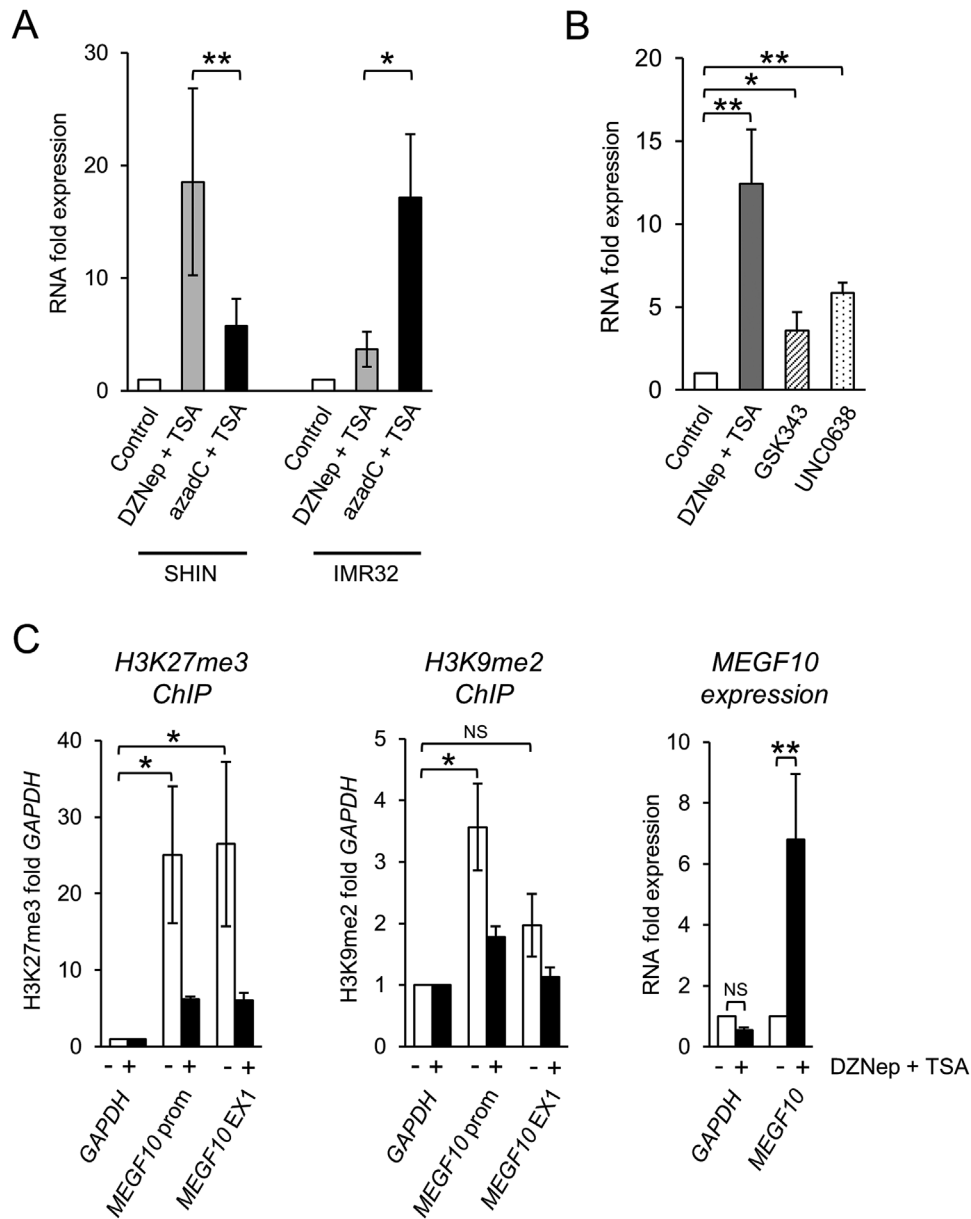 A
RNA fold expression
30
20
10
0
**
*
Control
DZNep + TSA
azadC + TSA
Control
DZNep + TSA
azadC + TSA
SHIN
IMR32
B
RNA fold expression
20
15
10
5
0
**
*
**
Control
DZNep + TSA
GSK343
UNC0638
C
H3K27me3
ChIP
H3K27me3 fold GAPDH
40
30
20
10
0
*
*
- + - + - +
GAPDH
MEGF10 prom
MEGF10 EX1
H3K9me2
ChIP
H3K9me2 fold GAPDH
5
4
3
2
1
0
NS
*
- + - + - +
GAPDH
MEGF10 prom
MEGF10 EX1
MEGF10
expression
RNA fold expression
10
8
6
4
2
0
**
NS
- + - + DZNep + TSA
GAPDH
MEGF10